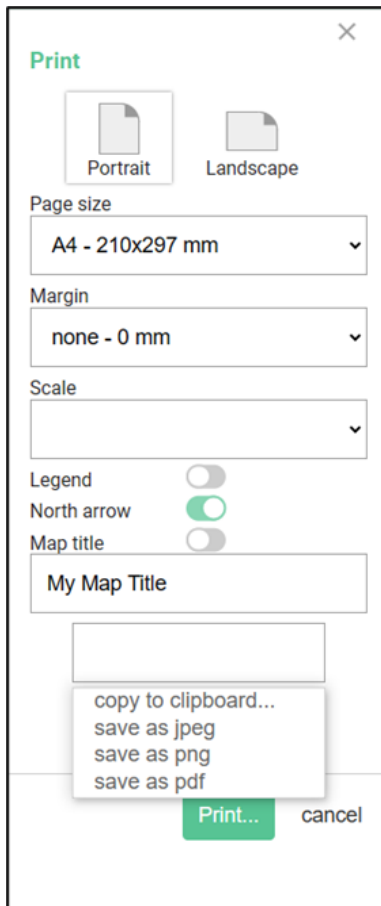 Print
Portrait Landscape
Page size
A4 - 210x297 mm
Margin
none - 0 mm
Scale
Legend
North arrow
Map title
My Map Title
copy to clipboard...
save as jpeg
save as png
save as pdf
Print... cancel